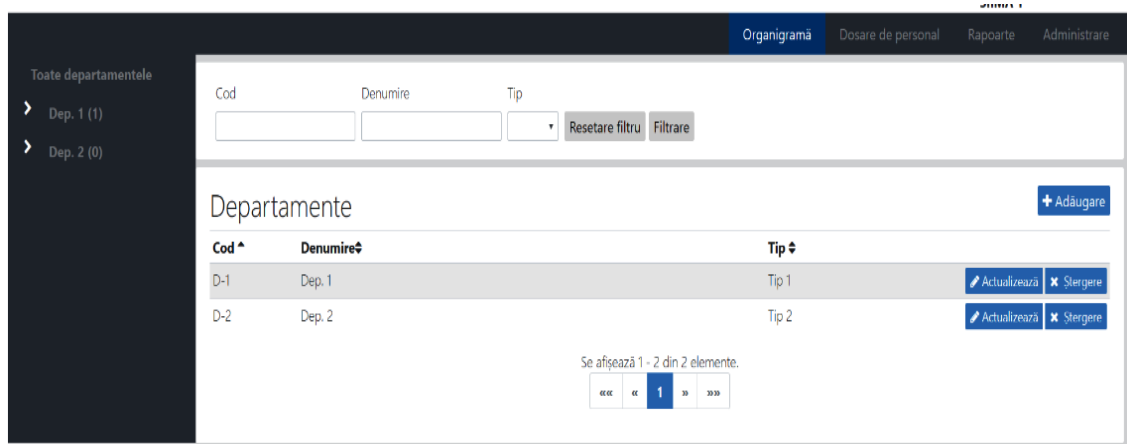 Organigramă Dosare de personal Rapoarte Administrare
Toate departamentele
Dep. 1 (1)
Dep. 2 (0)
Cod Denumire Tip
Resetare filtru Filtrare
Departamente
Adăugare
Cod Denumire Tip
D-1 Dep. 1 Tip 1 Actualizează Ștergere
D-2 Dep. 2 Tip 2 Actualizează Ștergere
Se afișează 1 - 2 din 2 elemente.
«« « 1 » »»